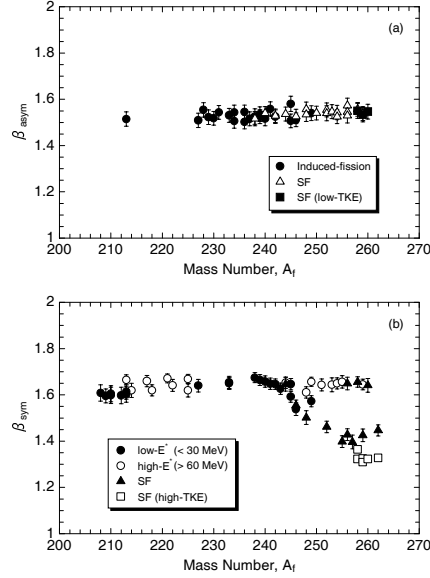 2
(a)
1.8
1.6
β asym
1.4
Induced-fission
SF
1.2
SF (low-TKE)
1
200 210 220 230 240 250 260 270
Mass Number, A_f
2
(b)
1.8
1.6
β sym
1.4
low-E* (< 30 MeV)
high-E* (> 60 MeV)
SF
1.2
SF (high-TKE)
1
200 210 220 230 240 250 260 270
Mass Number, A_f